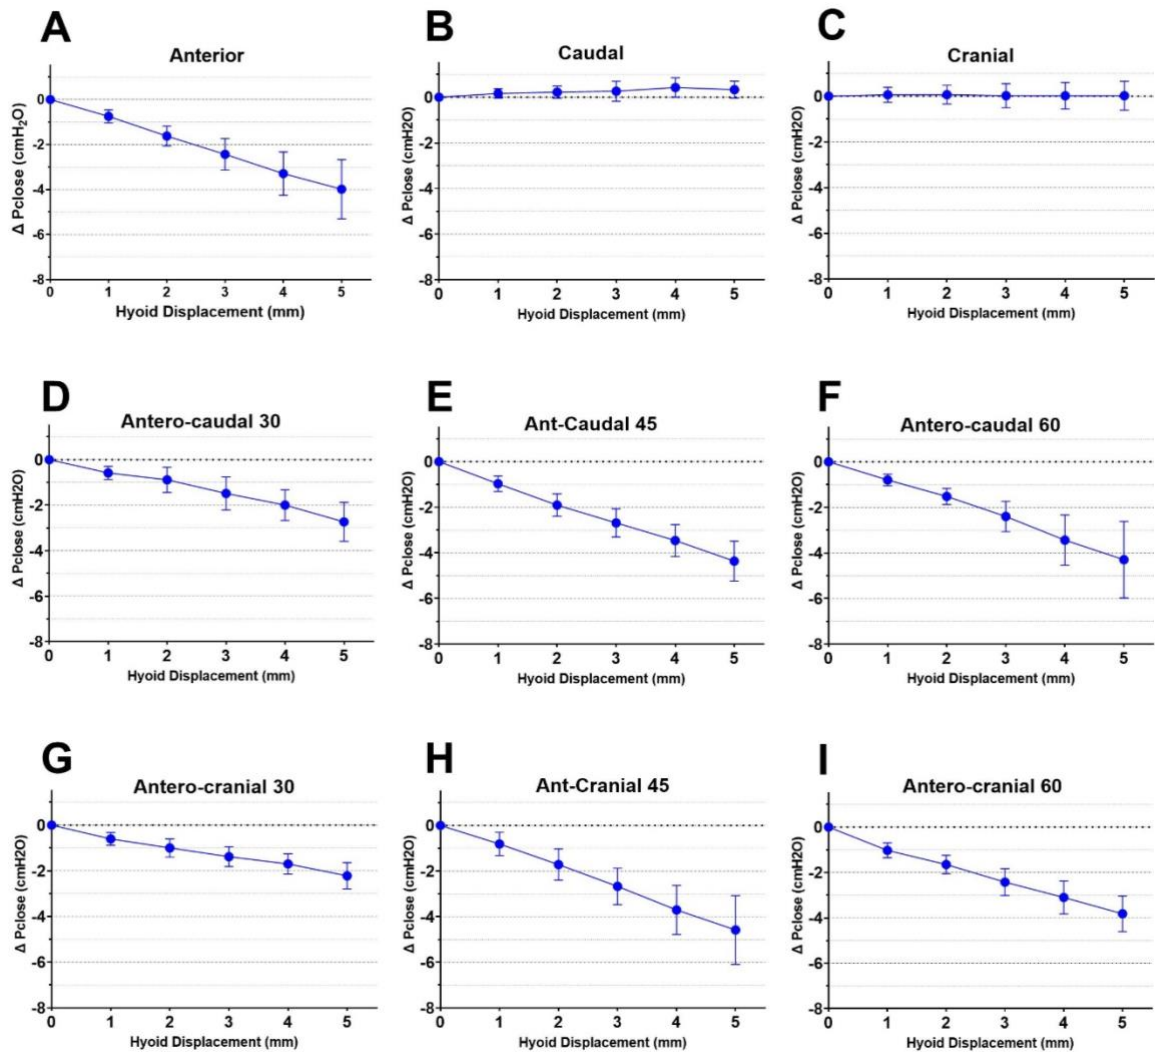 A
Anterior
Δ Pclose (cmH₂O)
0
-2
-4
-6
-8
0 1 2 3 4 5
Hyoid Displacement (mm)
B
Caudal
Δ Pclose (cmH2O)
0
-2
-4
-6
-8
0 1 2 3 4 5
Hyoid Displacement (mm)
C
Cranial
Δ Pclose (cmH2O)
0
-2
-4
-6
-8
0 1 2 3 4 5
Hyoid Displacement (mm)
D
Antero-caudal 30
Δ Pclose (cmH2O)
0
-2
-4
-6
-8
0 1 2 3 4 5
Hyoid Displacement (mm)
E
Ant-Caudal 45
Δ Pclose (cmH2O)
0
-2
-4
-6
-8
0 1 2 3 4 5
Hyoid Displacement (mm)
F
Antero-caudal 60
Δ Pclose (cmH2O)
0
-2
-4
-6
-8
0 1 2 3 4 5
Hyoid Displacement (mm)
G
Antero-cranial 30
Δ Pclose (cmH2O)
0
-2
-4
-6
-8
0 1 2 3 4 5
Hyoid Displacement (mm)
H
Ant-Cranial 45
Δ Pclose (cmH2O)
0
-2
-4
-6
-8
0 1 2 3 4 5
Hyoid Displacement (mm)
I
Antero-cranial 60
Δ Pclose (cmH2O)
0
-2
-4
-6
-8
0 1 2 3 4 5
Hyoid Displacement (mm)